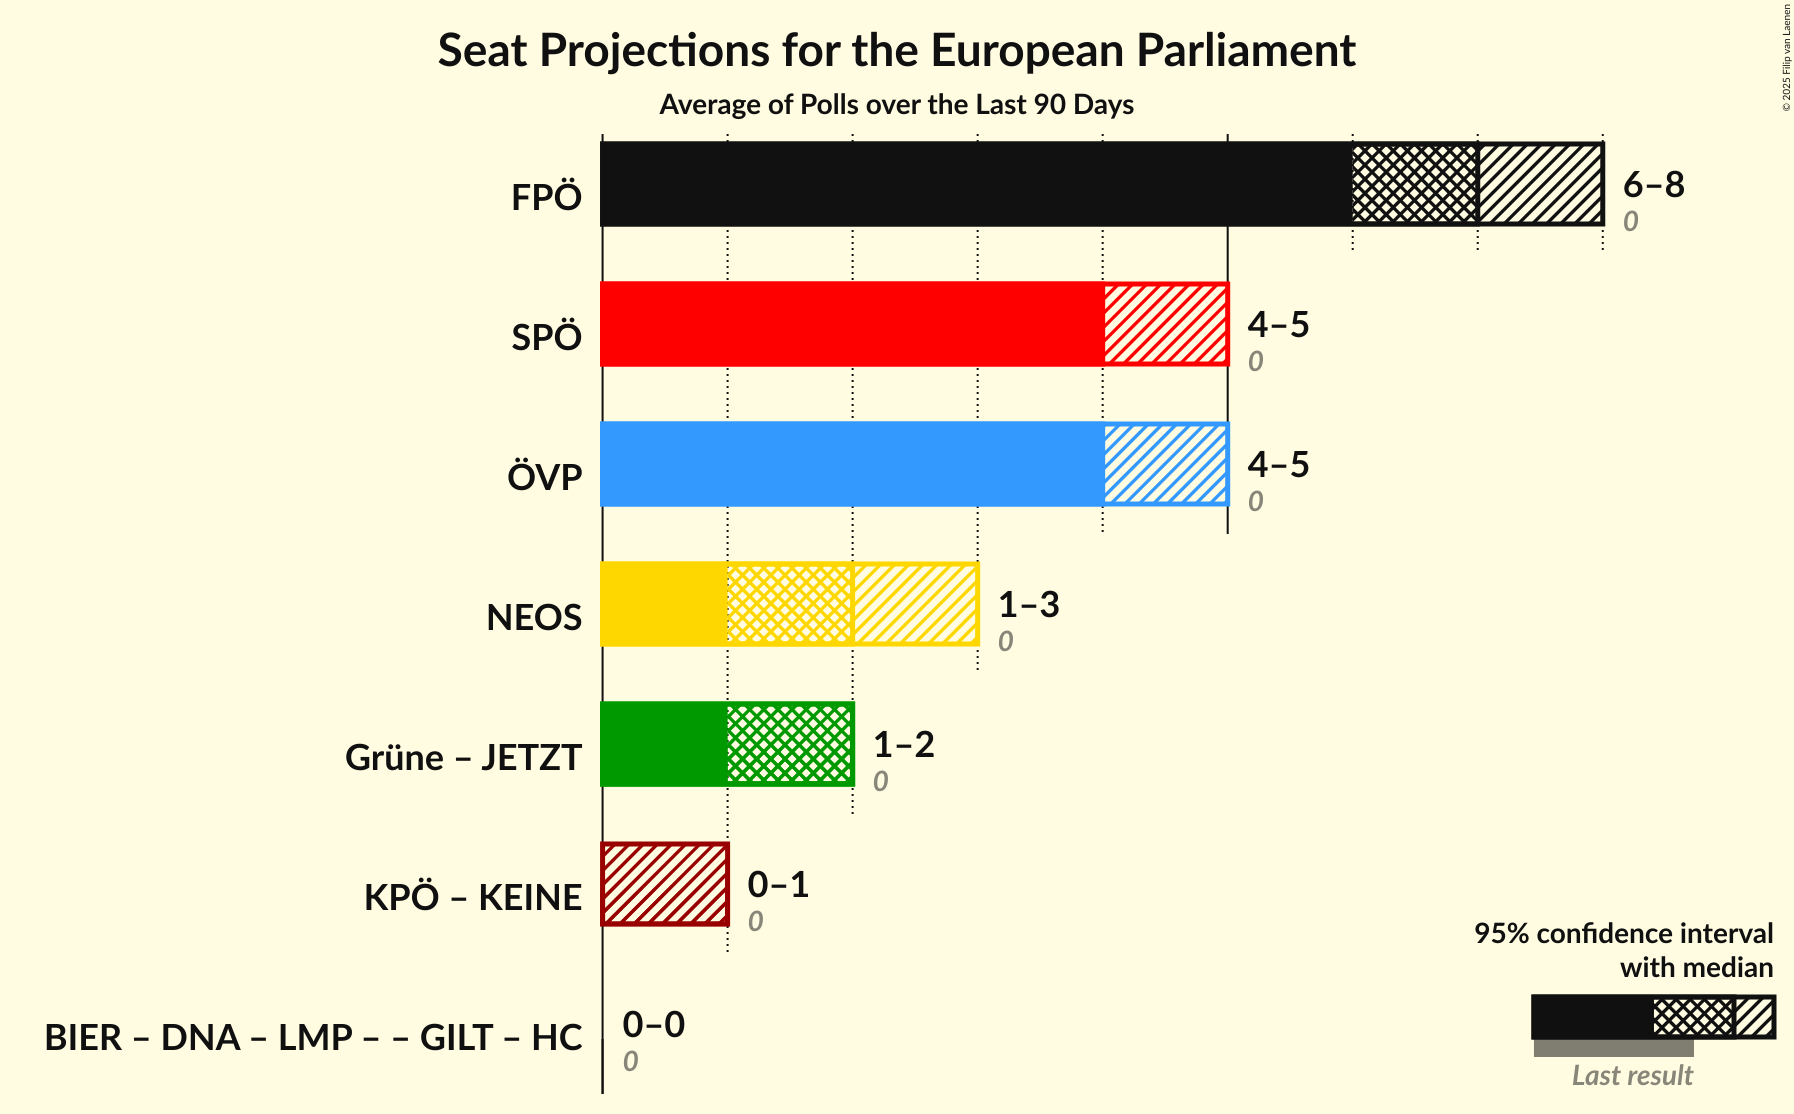 Seat Projections for the European Parliament
Average of Polls over the Last 90 Days
© 2025 Filip van Laenen
FPÖ
6–8
0
SPÖ
4–5
0
ÖVP
4–5
0
NEOS
1–3
0
Grüne – JETZT
1–2
0
KPÖ – KEINE
0–1
0
BIER – DNA – LMP – – GILT – HC
0–0
0
95% confidence interval
with median
Last result